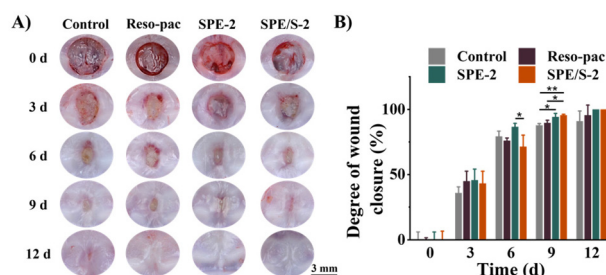 A)
Control Reso-pac SPE-2 SPE/S-2
0 d
3 d
6 d
9 d
12 d
3 mm
B)
Control Reso-pac
SPE-2 SPE/S-2
Degree of wound
closure (%)
100
50
0
*
**
*
*
0 3 6 9 12
Time (d)